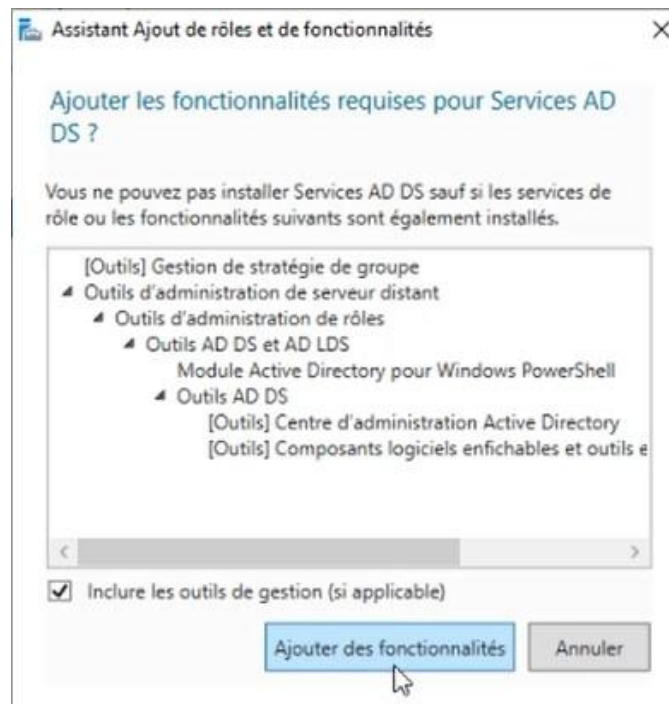 Assistant Ajout de rôles et de fonctionnalités
Ajouter les fonctionnalités requises pour Services AD
DS ?
Vous ne pouvez pas installer Services AD DS sauf si les services de
rôle ou les fonctionnalités suivants sont également installés.
[Outils] Gestion de stratégie de groupe
Outils d'administration de serveur distant
Outils d'administration de rôles
Outils AD DS et AD LDS
Module Active Directory pour Windows PowerShell
Outils AD DS
[Outils] Centre d'administration Active Directory
[Outils] Composants logiciels enfichables et outils e
Inclure les outils de gestion (si applicable)
Ajouter des fonctionnalités
Annuler